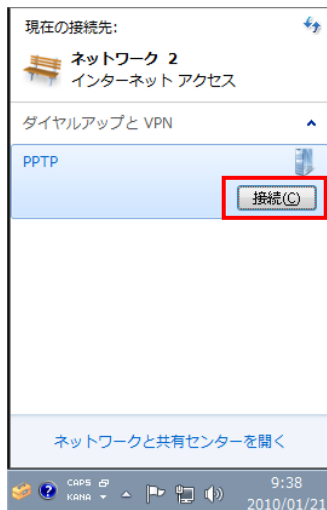 現在の接続先:
ネットワーク 2
インターネット アクセス
ダイヤルアップと VPN
PPTP
接続(C)
ネットワークと共有センターを開く
CAPS
KANA
9:38
2010/01/21